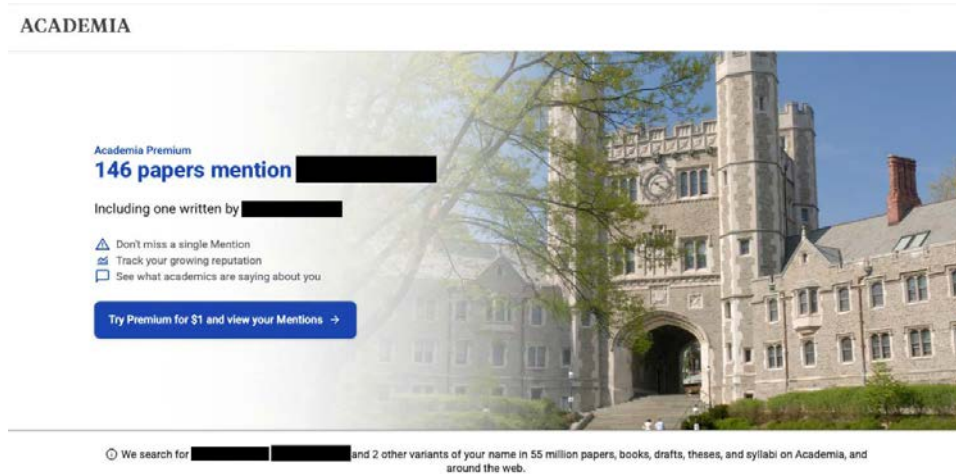 ACADEMIA
Academia Premium
146 papers mention
Including one written by
Don't miss a single Mention
Track your growing reputation
See what academics are saying about you
Try Premium for $1 and view your Mentions →
We search for and 2 other variants of your name in 55 million papers, books, drafts, theses, and syllabi on Academia, and
around the web.